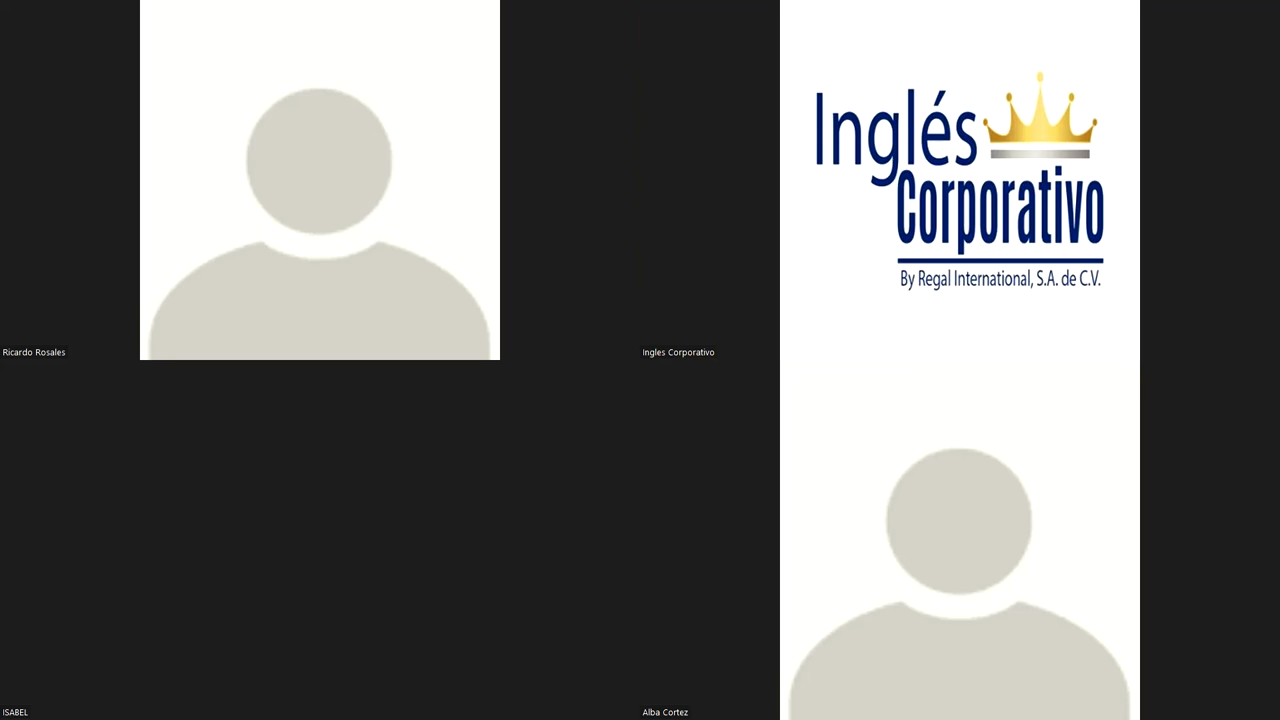 Inglés
Corporativo
By Regal International, S.A. de C.V.
Ricardo Rosales
Ingles Corporativo
ISABEL
Alba Cortez